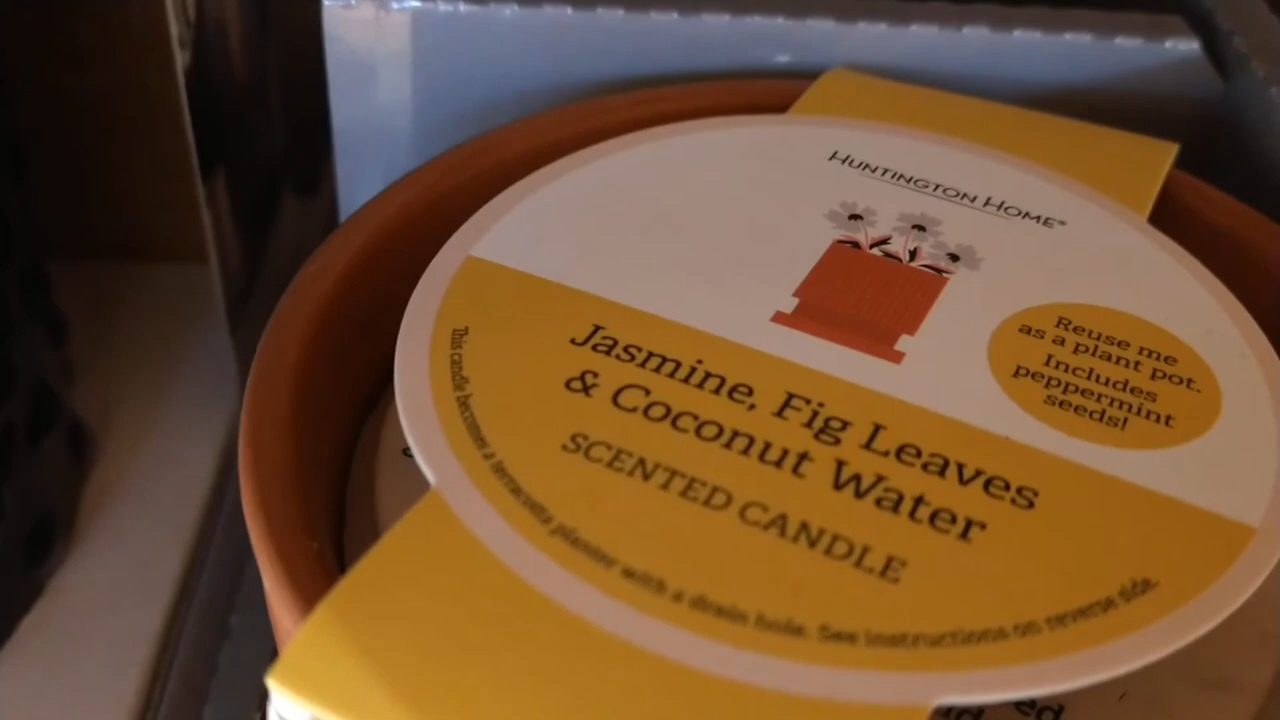 HUNTINGTON HOME®
Reuse me
as a plant pot.
Includes
peppermint
seeds!
Jasmine, Fig Leaves
& Coconut Water
SCENTED CANDLE
This candle becomes a terracotta planter with a drain hole. See instructions on reverse side.